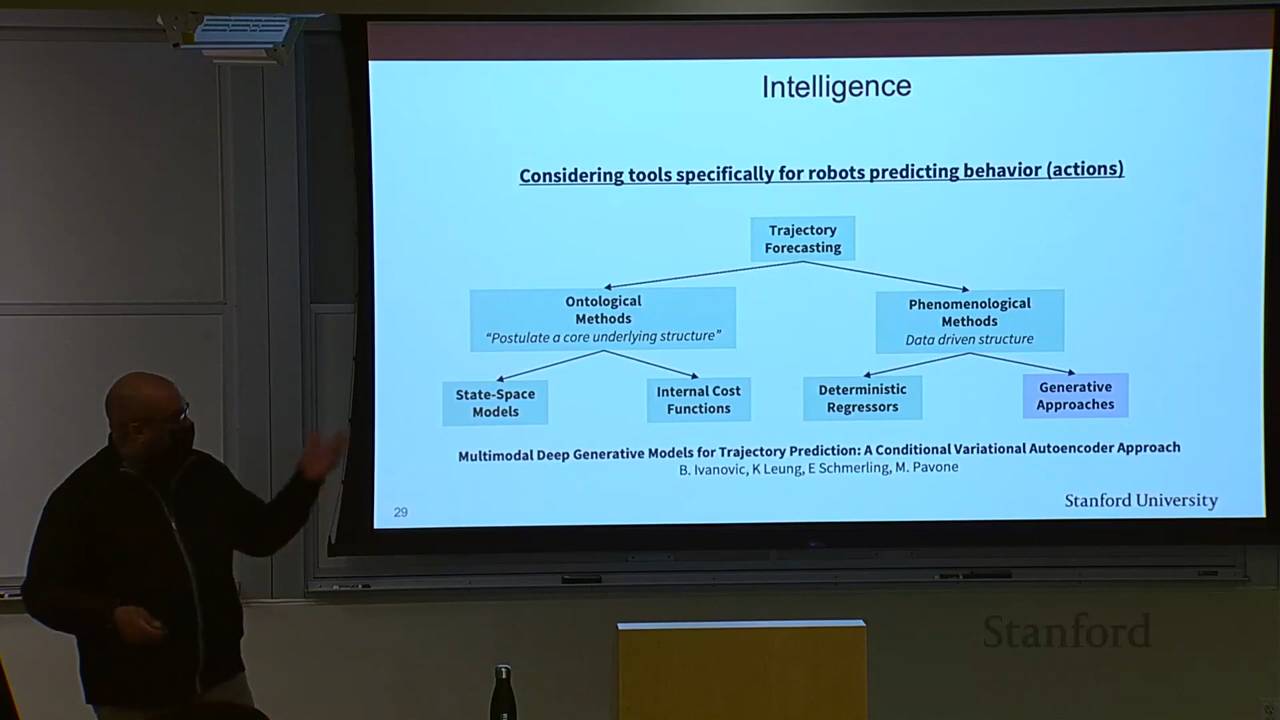 Intelligence
Considering tools specifically for robots predicting behavior (actions)
Trajectory
Forecasting
Ontological
Methods
“Postulate a core underlying structure”
Phenomenological
Methods
Data driven structure
State-Space
Models
Internal Cost
Functions
Deterministic
Regressors
Generative
Approaches
Multimodal Deep Generative Models for Trajectory Prediction: A Conditional Variational Autoencoder Approach
B. Ivanovic, K Leung, E Schmerling, M. Pavone
29
Stanford University
Stanford